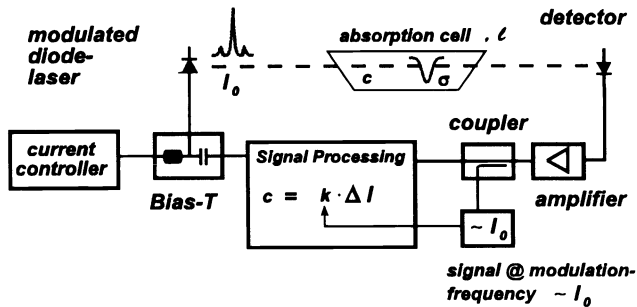 modulated
diode-
laser
I₀
absorption cell , ℓ
c
σ
detector
current
controller
Bias-T
Signal Processing
c = k · Δ I
coupler
amplifier
~ I₀
signal @ modulation-
frequency ~ I₀